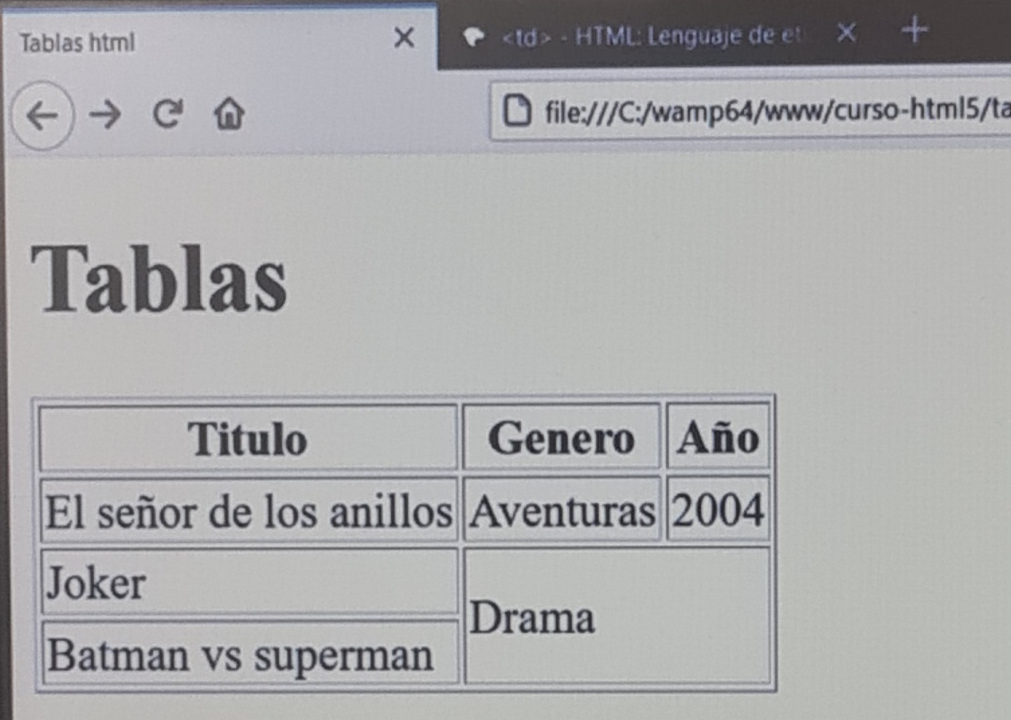 Tablas html
<td> - HTML: Lenguaje de et
file:///C:/wamp64/www/curso-html5/ta
Tablas
Titulo Genero Año
El señor de los anillos Aventuras 2004
Joker
Drama
Batman vs superman